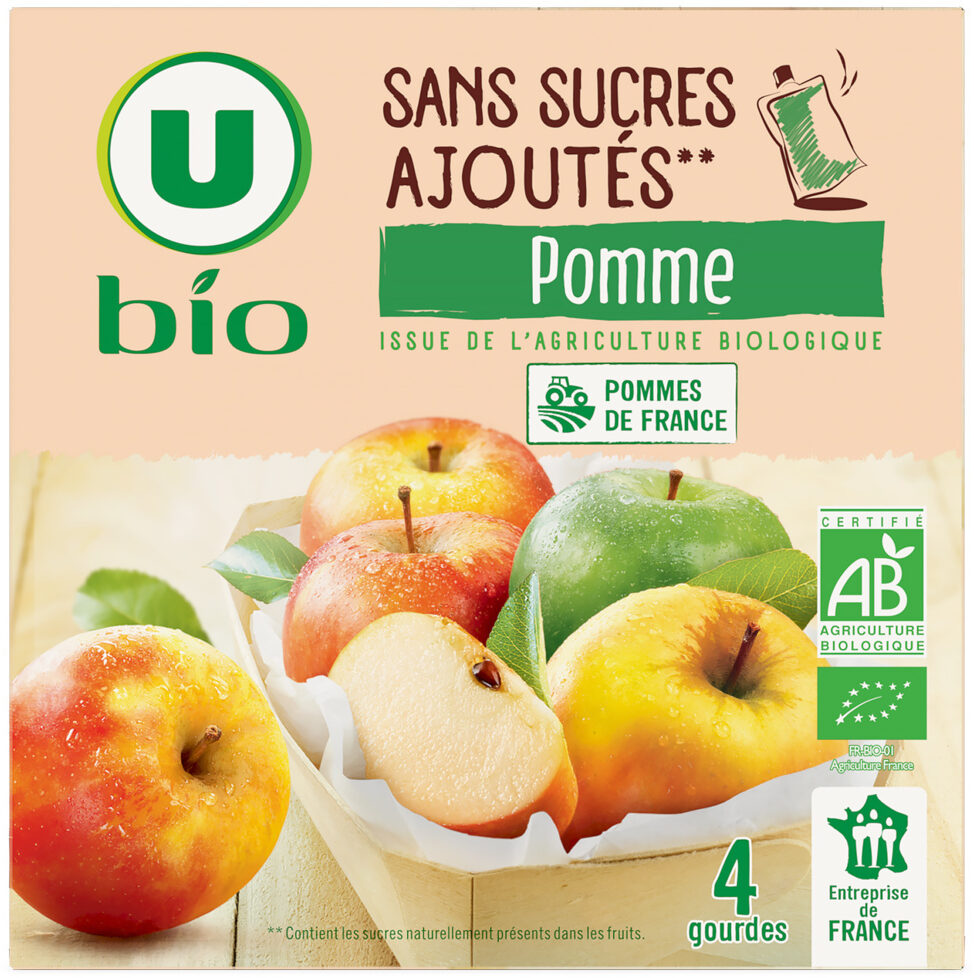 U
bio
SANS SUCRES
AJOUTÉS**
Pomme
ISSUE DE L'AGRICULTURE BIOLOGIQUE
POMMES
DE FRANCE
CERTIFIÉ
AB
AGRICULTURE
BIOLOGIQUE
FR-BIO-01
Agriculture France
4
gourdes
Entreprise
de
FRANCE
** Contient les sucres naturellement présents dans les fruits.